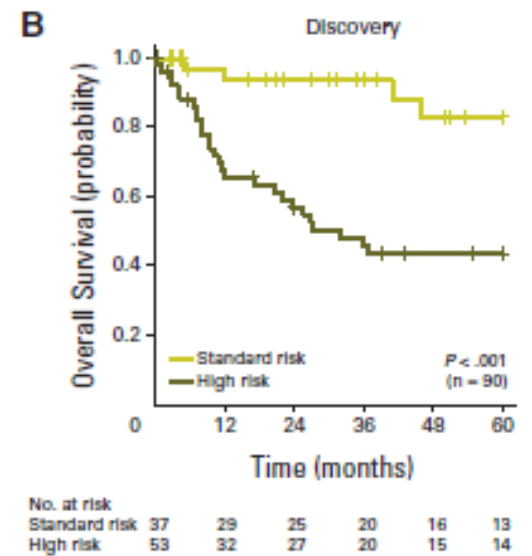 B
Discovery
Overall Survival (probability)
1.0
0.8
0.6
0.4
0.2
Standard risk
High risk
P < .001
(n = 90)
0 12 24 36 48 60
Time (months)
No. at risk
Standard risk 37 29 25 20 16 13
High risk 53 32 27 20 15 14